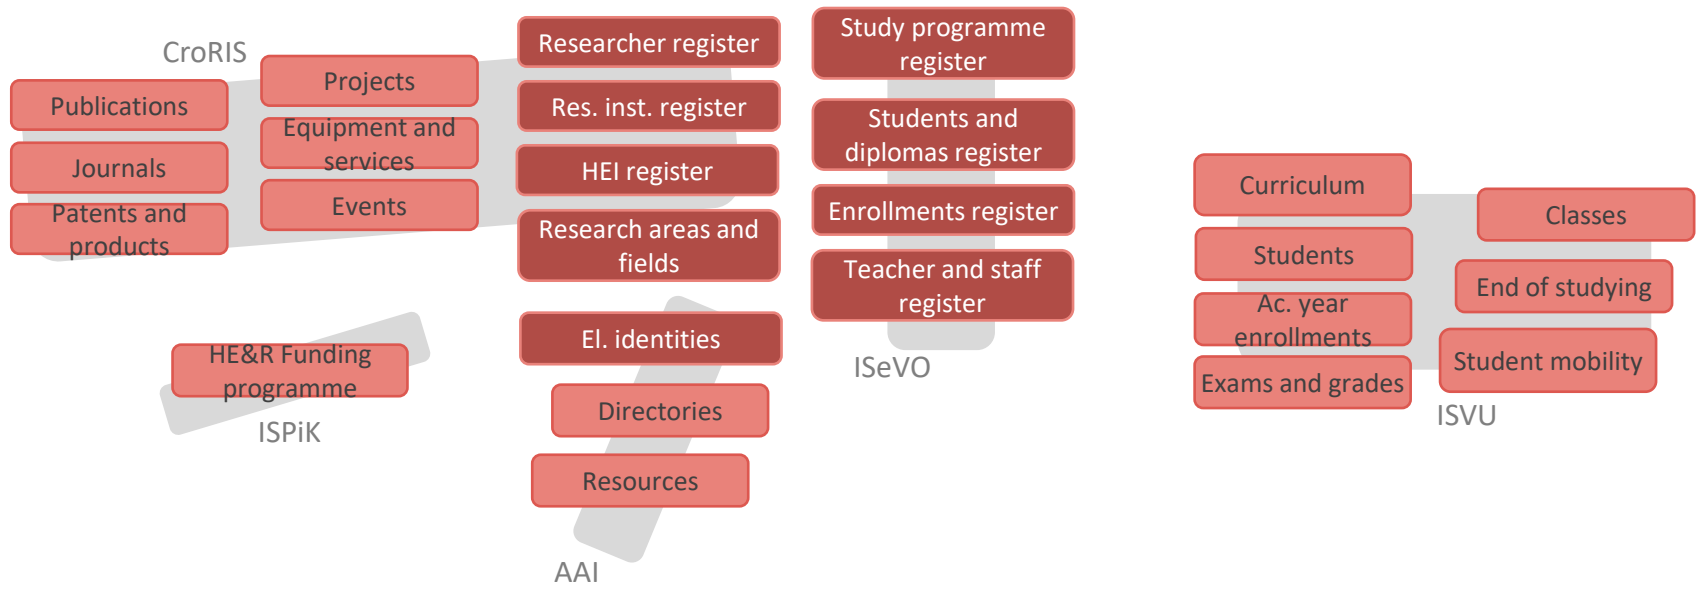 CroRIS
Publications
Journals
Patents and
products
Projects
Equipment and
services
Events
Researcher register
Res. inst. register
HEI register
Research areas and
fields
HE&R Funding
programme
ISPiK
El. identities
Directories
Resources
AAI
Study programme
register
Students and
diplomas register
Enrollments register
Teacher and staff
register
ISeVO
Curriculum
Students
Ac. year
enrollments
Exams and grades
Classes
End of studying
Student mobility
ISVU